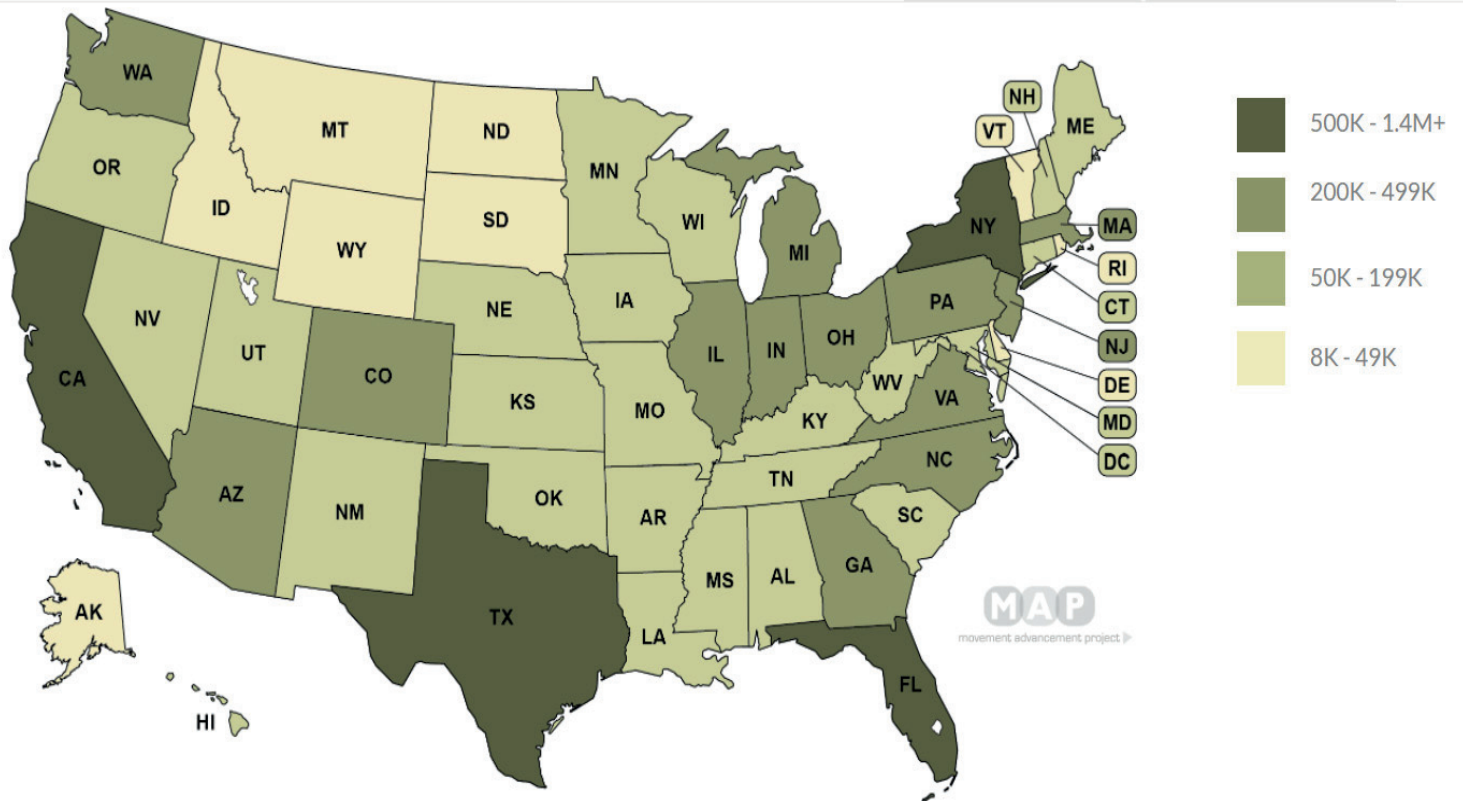 WA
MT
ND
MN
NH
VT
ME
OR
ID
SD
WI
MI
NY
MA
RI
CT
NJ
DE
MD
DC
WY
NE
IA
IL
IN
OH
PA
NV
UT
CO
KS
MO
WV
VA
KY
CA
AZ
NM
OK
AR
TN
NC
SC
TX
LA
MS
AL
GA
FL
AK
HI
500K - 1.4M+
200K - 499K
50K - 199K
8K - 49K
MAP
movement advancement project